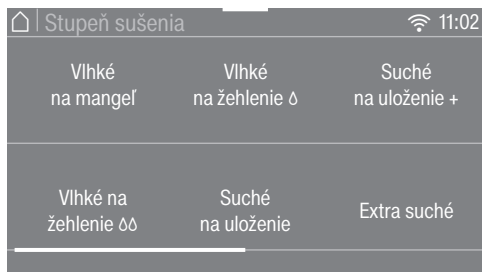 Stupeň sušenia
11:02
Vlhké
na mangeľ
Vlhké
na žehlenie
Suché
na uloženie +
Vlhké na
žehlenie
Suché
na uloženie
Extra suché